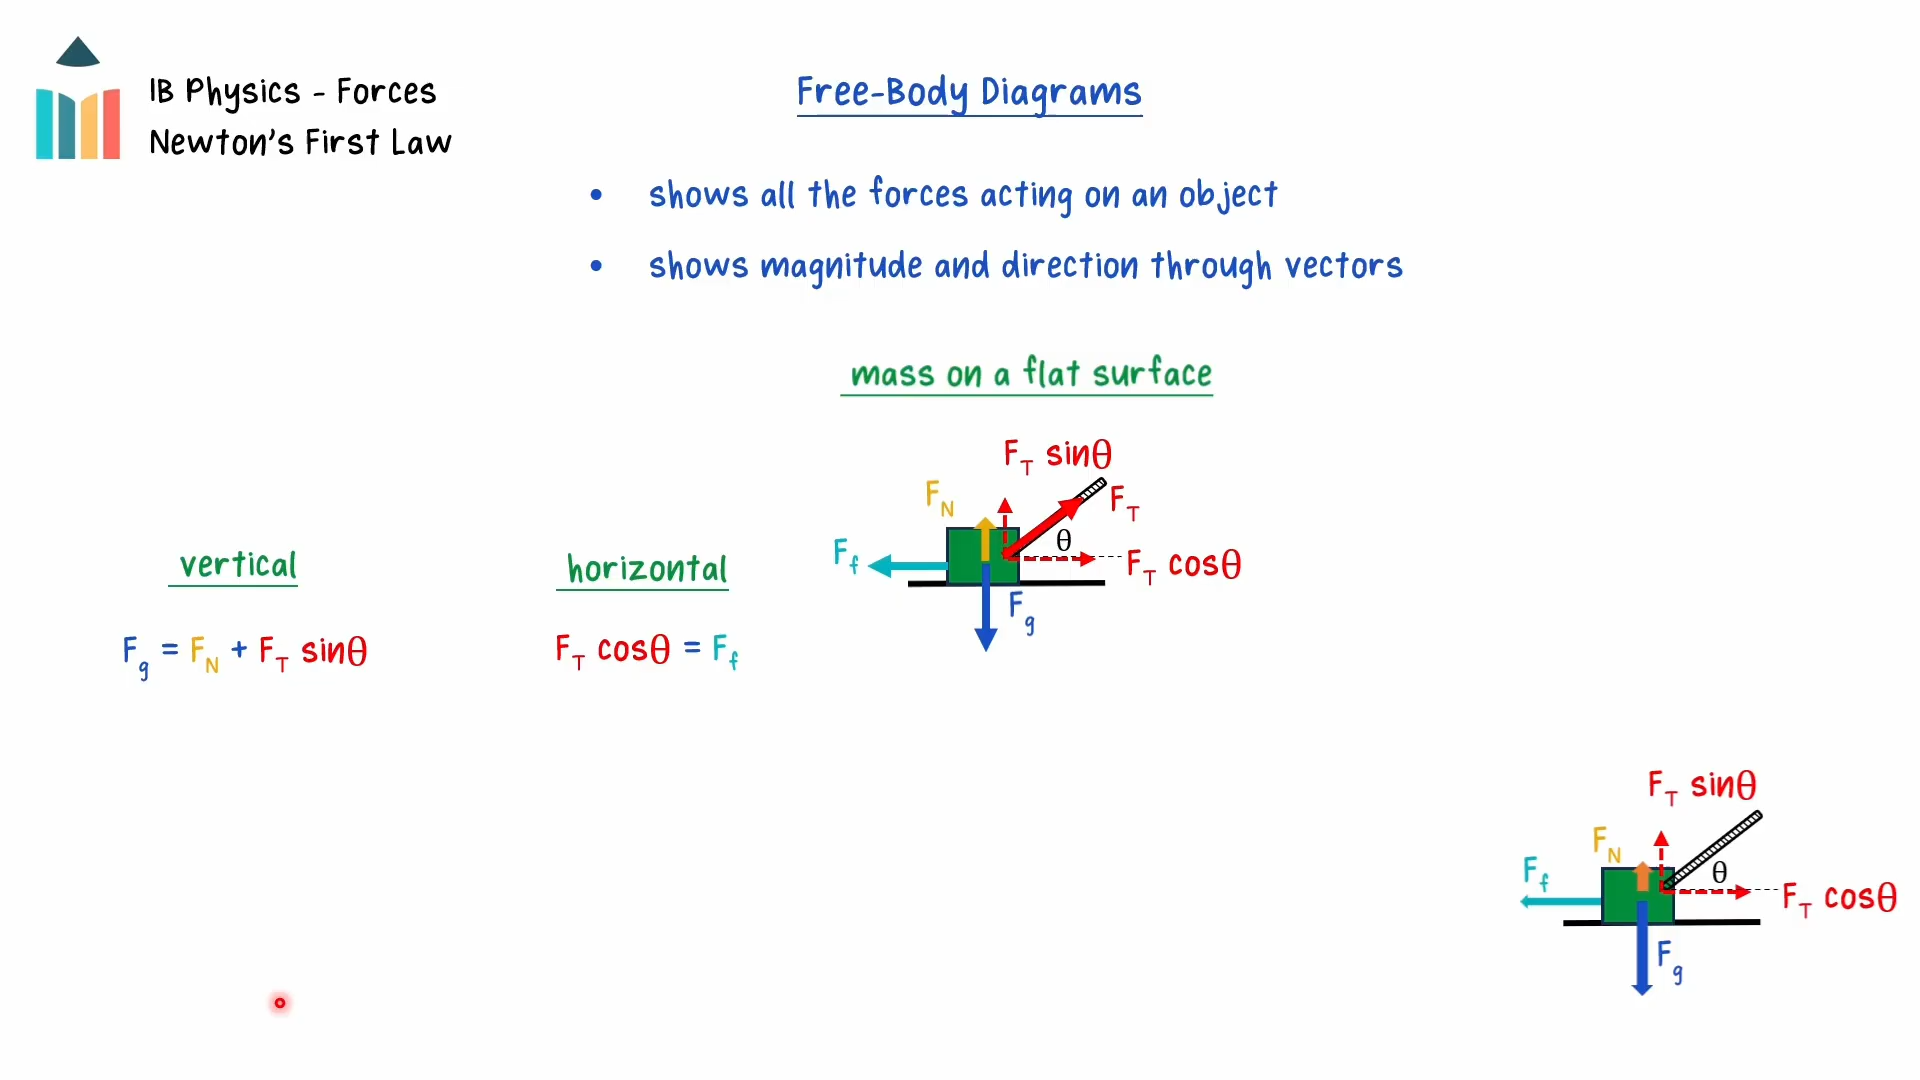 IB Physics - Forces
Newton's First Law
Free-Body Diagrams
• shows all the forces acting on an object
• shows magnitude and direction through vectors
mass on a flat surface
F_T sinθ
F_N
F_T
θ
F_f
F_T cosθ
F_g
vertical
F_g = F_N + F_T sinθ
horizontal
F_T cosθ = F_f
F_T sinθ
F_N
F_f
θ
F_T cosθ
F_g